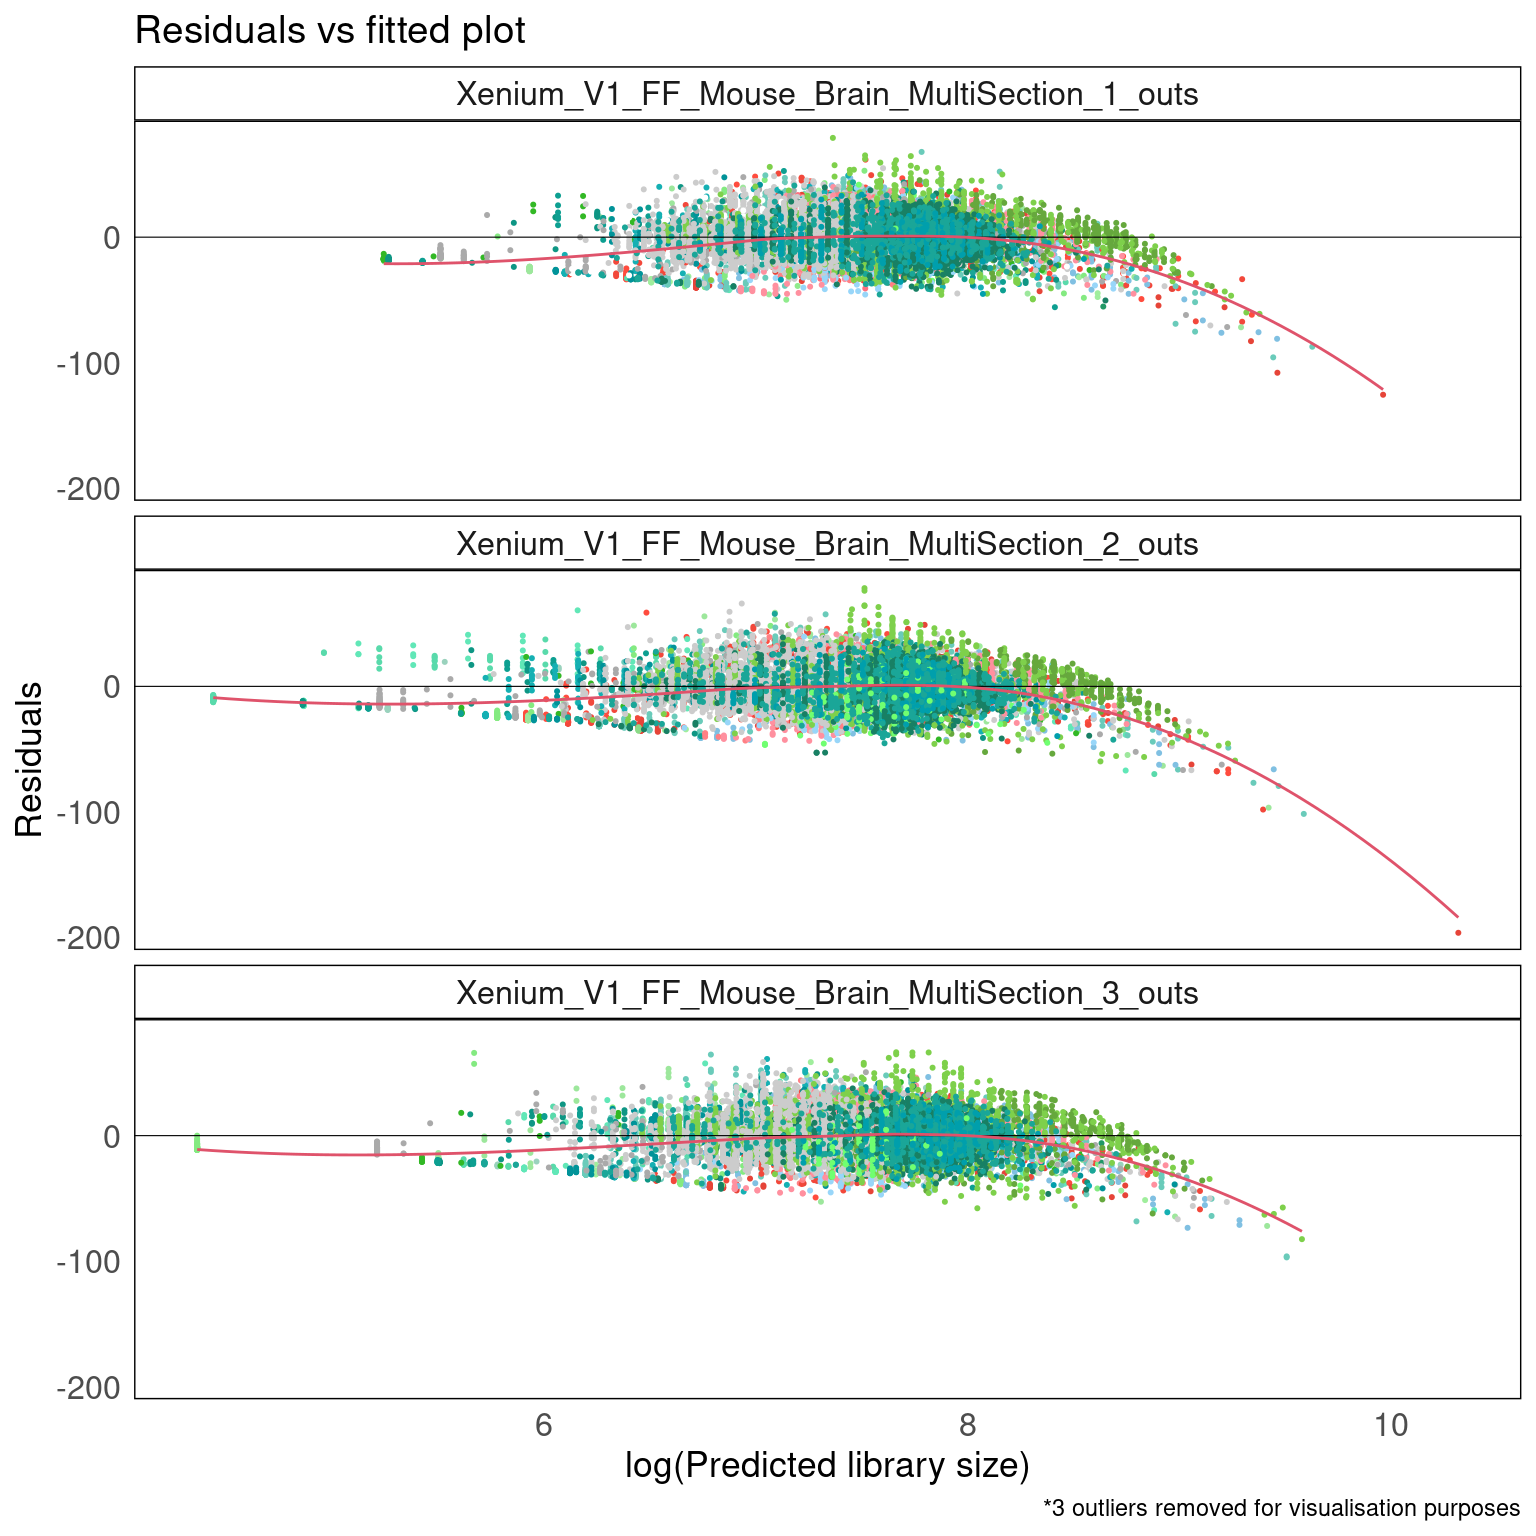 Residuals vs fitted plot
Xenium_V1_FF_Mouse_Brain_MultiSection_1_outs
0
-100
-200
Xenium_V1_FF_Mouse_Brain_MultiSection_2_outs
0
-100
-200
Residuals
Xenium_V1_FF_Mouse_Brain_MultiSection_3_outs
0
-100
-200
6 8 10
log(Predicted library size)
*3 outliers removed for visualisation purposes